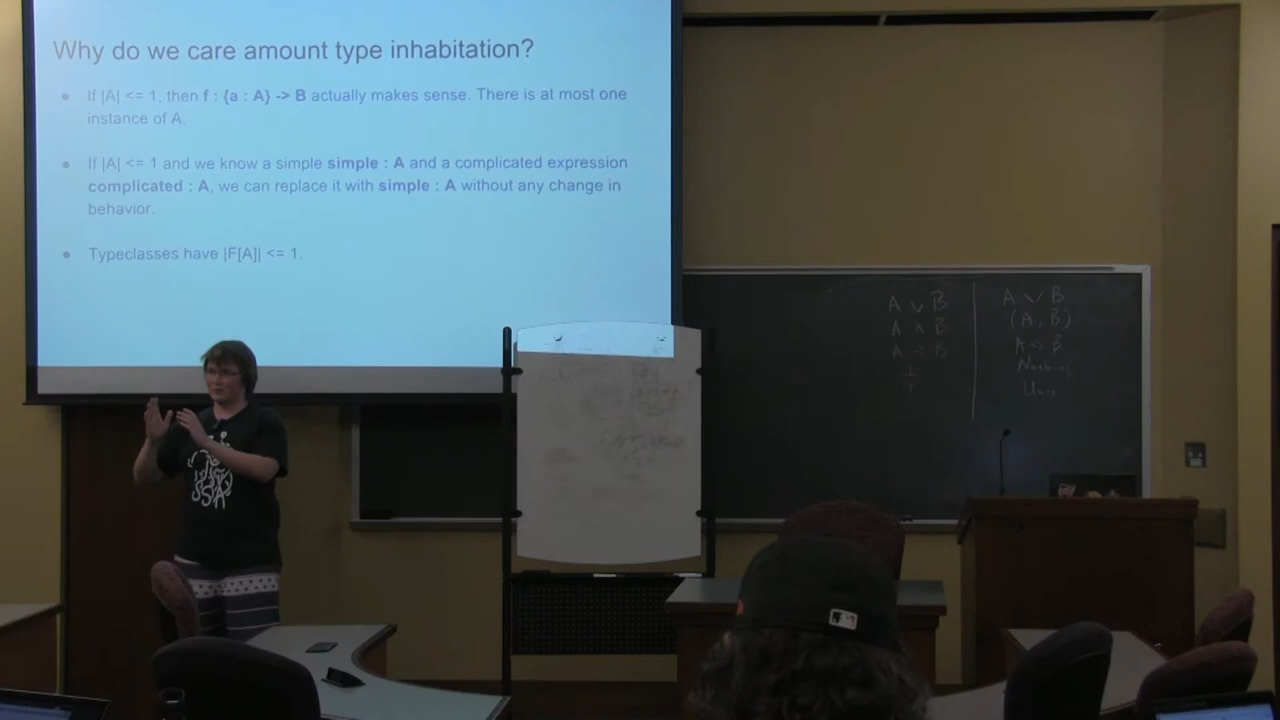 Why do we care amount type inhabitation?
● If |A| <= 1, then f : {a : A} -> B actually makes sense. There is at most one
instance of A.
● If |A| <= 1 and we know a simple simple : A and a complicated expression
complicated : A, we can replace it with simple : A without any change in
behavior.
● Typeclasses have |F[A]| <= 1.
A ∨ B
A ∧ B
A => B
⊥
⊤
A \/ B
(A, B)
A => B
Nothing
Unit